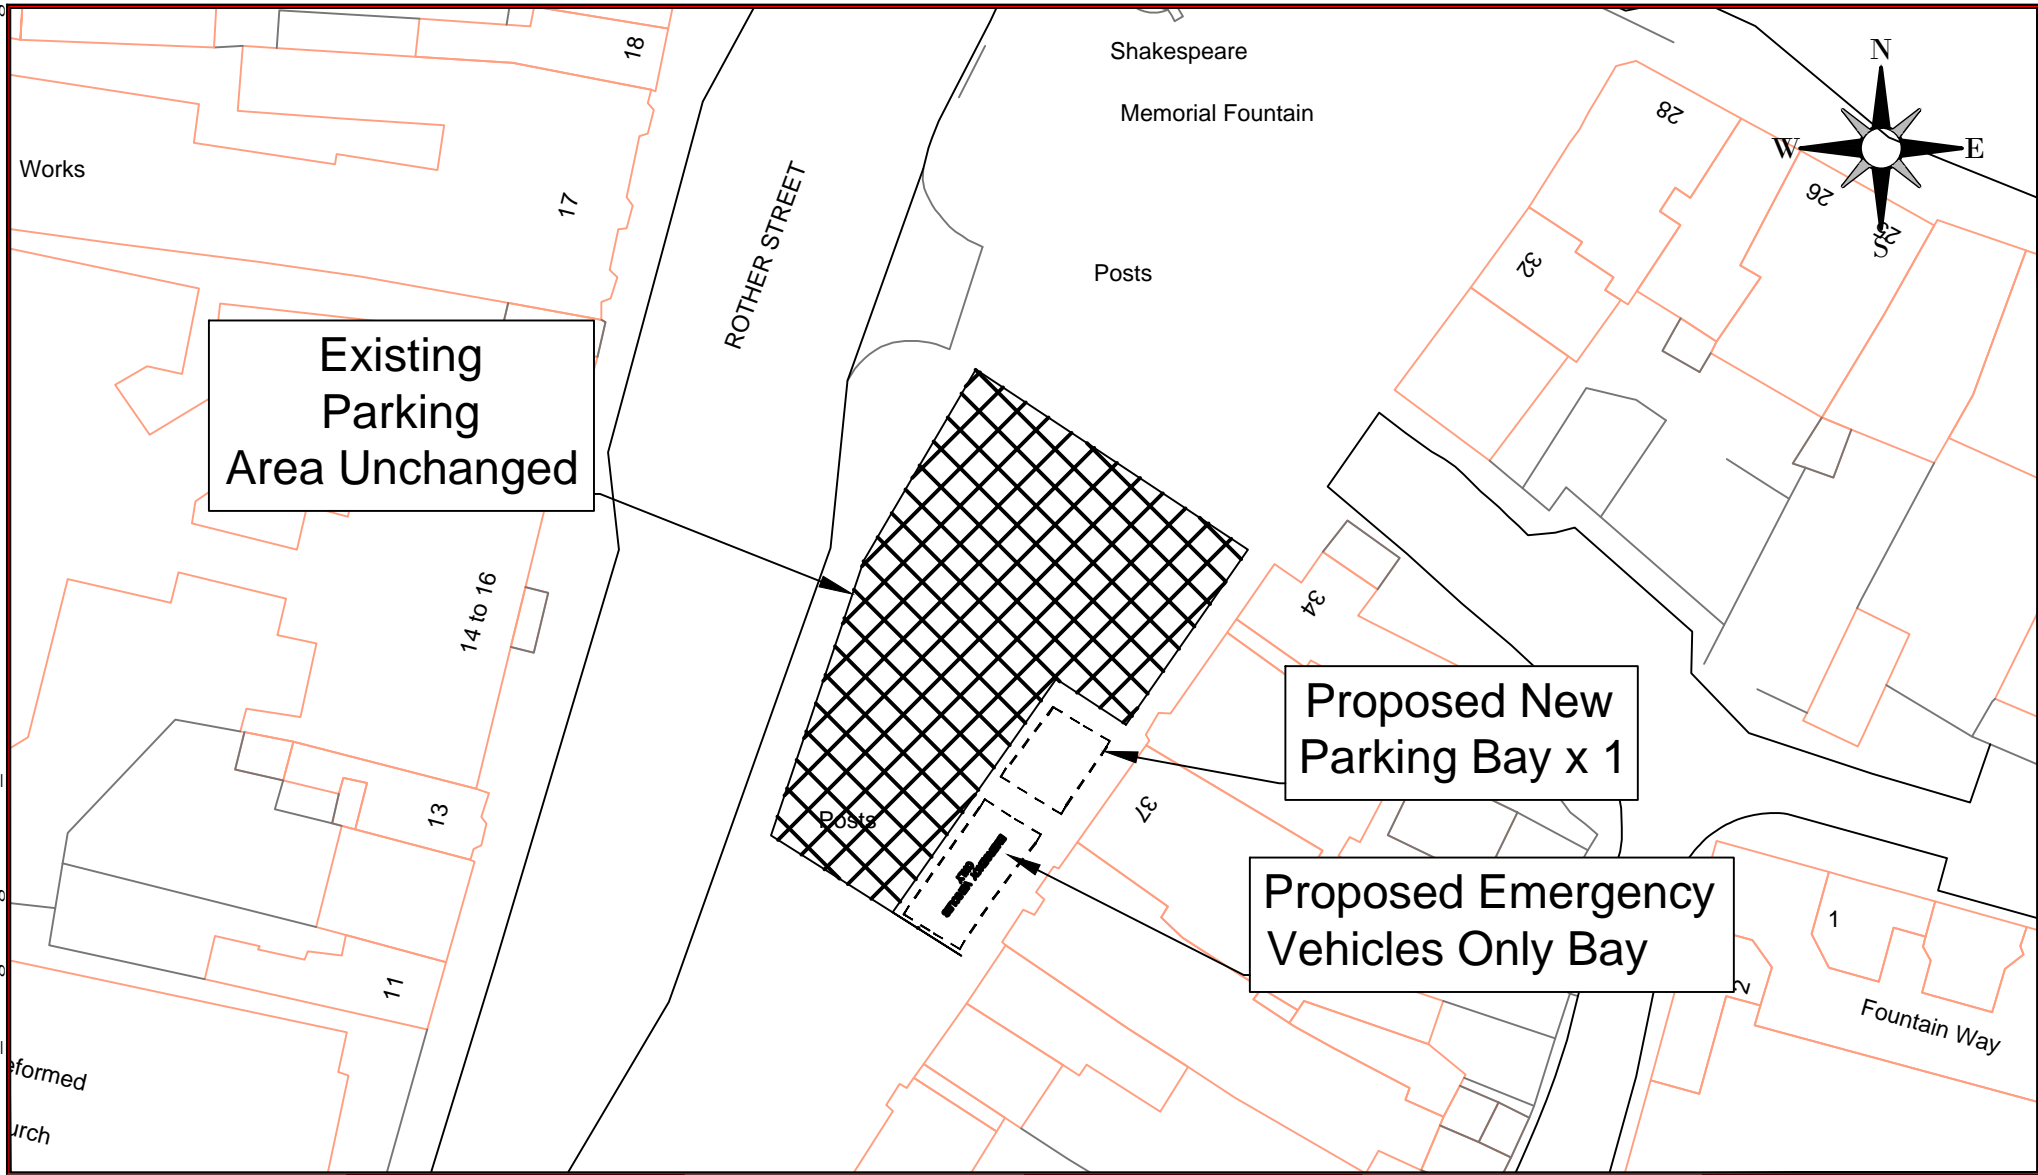 18
Shakespeare
Memorial Fountain
N
W
E
S
28
26
25
Works
17
ROTHER STREET
Posts
32
Existing
Parking
Area Unchanged
14 to 16
34
Proposed New
Parking Bay x 1
13
Posts
37
ONLY
Proposed Emergency
Vehicles Only Bay
1
2
11
Fountain Way
eformed
urch